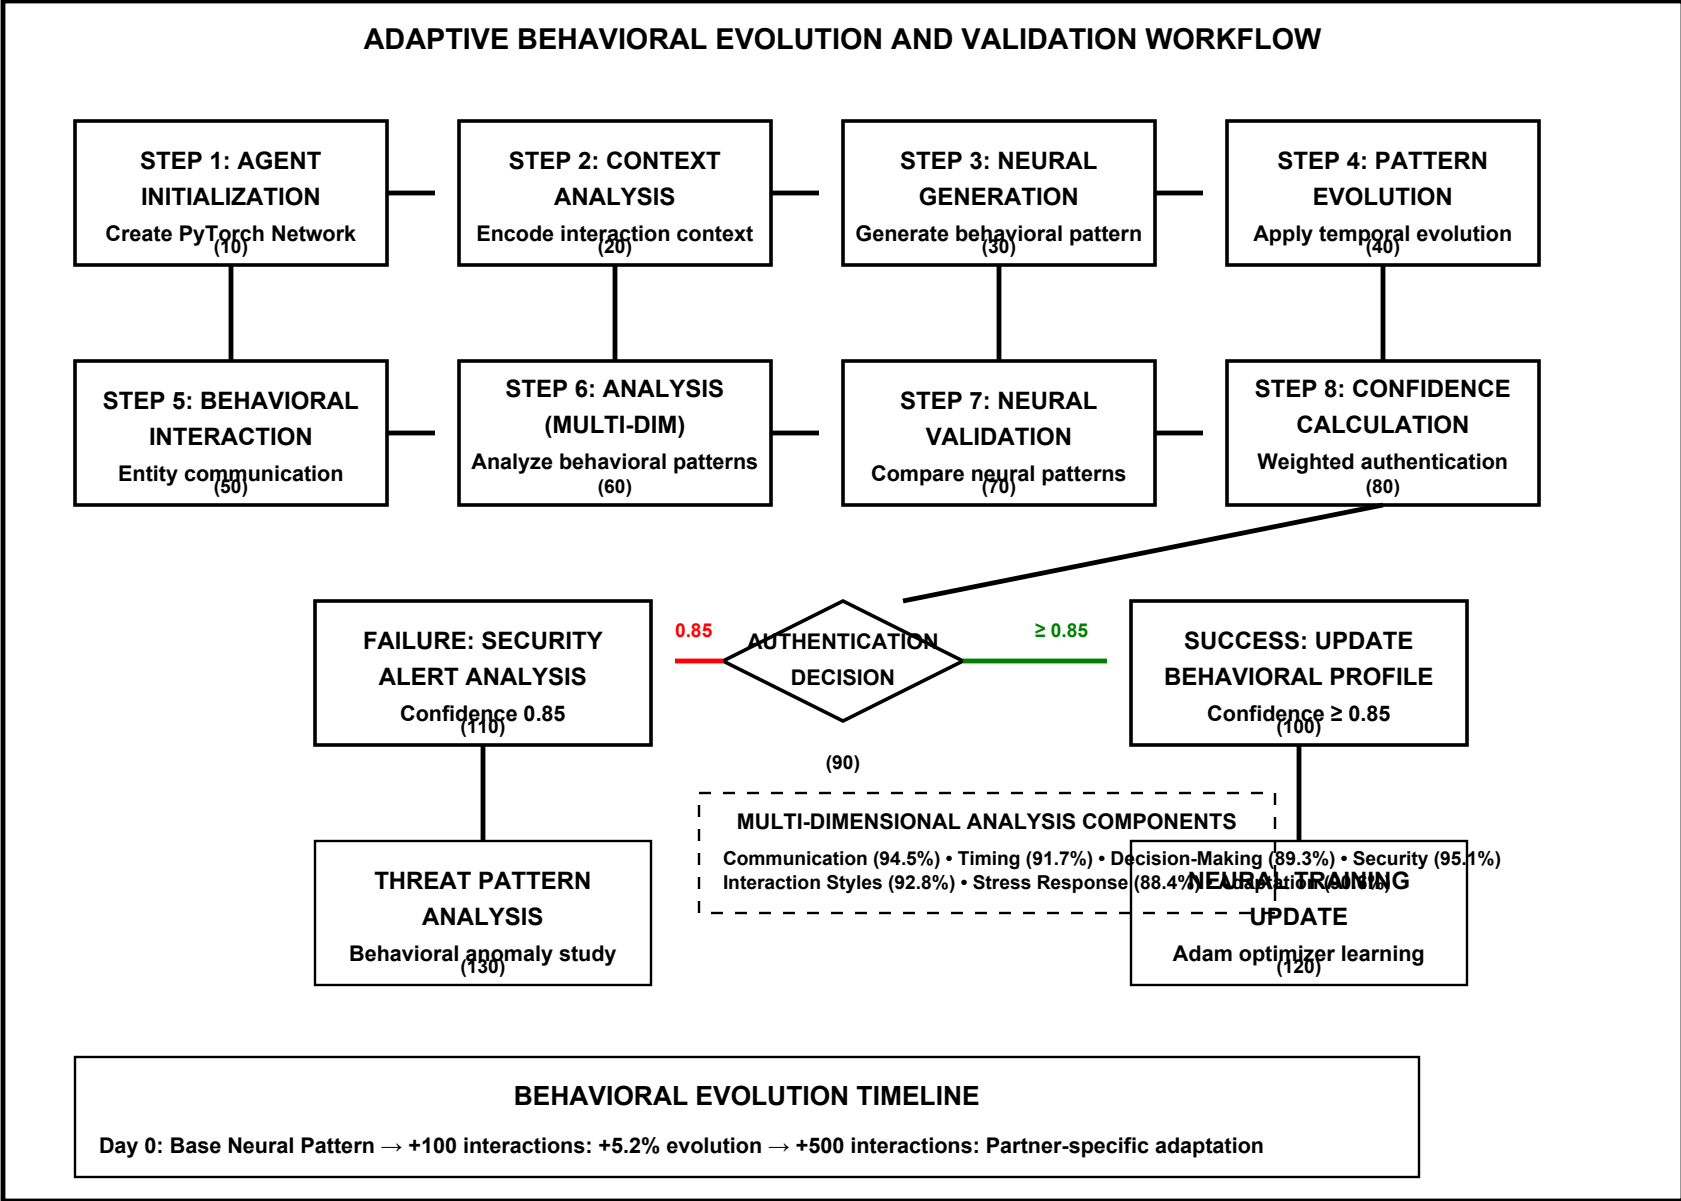 ADAPTIVE BEHAVIORAL EVOLUTION AND VALIDATION WORKFLOW
STEP 1: AGENT
INITIALIZATION
Create PyTorch Network
(10)
STEP 2: CONTEXT
ANALYSIS
Encode interaction context
(20)
STEP 3: NEURAL
GENERATION
Generate behavioral pattern
(30)
STEP 4: PATTERN
EVOLUTION
Apply temporal evolution
(40)
STEP 5: BEHAVIORAL
INTERACTION
Entity communication
(50)
STEP 6: ANALYSIS
(MULTI-DIM)
Analyze behavioral patterns
(60)
STEP 7: NEURAL
VALIDATION
Compare neural patterns
(70)
STEP 8: CONFIDENCE
CALCULATION
Weighted authentication
(80)
FAILURE: SECURITY
ALERT ANALYSIS
Confidence 0.85
(110)
0.85
AUTHENTICATION
DECISION
(90)
≥ 0.85
SUCCESS: UPDATE
BEHAVIORAL PROFILE
Confidence ≥ 0.85
(100)
MULTI-DIMENSIONAL ANALYSIS COMPONENTS
Communication (94.5%) • Timing (91.7%) • Decision-Making (89.3%) • Security (95.1%)
Interaction Styles (92.8%) • Stress Response (88.4%) • Adaptation (90.6%)
THREAT PATTERN
ANALYSIS
Behavioral anomaly study
(130)
NEURAL TRAINING
UPDATE
Adam optimizer learning
(120)
BEHAVIORAL EVOLUTION TIMELINE
Day 0: Base Neural Pattern → +100 interactions: +5.2% evolution → +500 interactions: Partner-specific adaptation